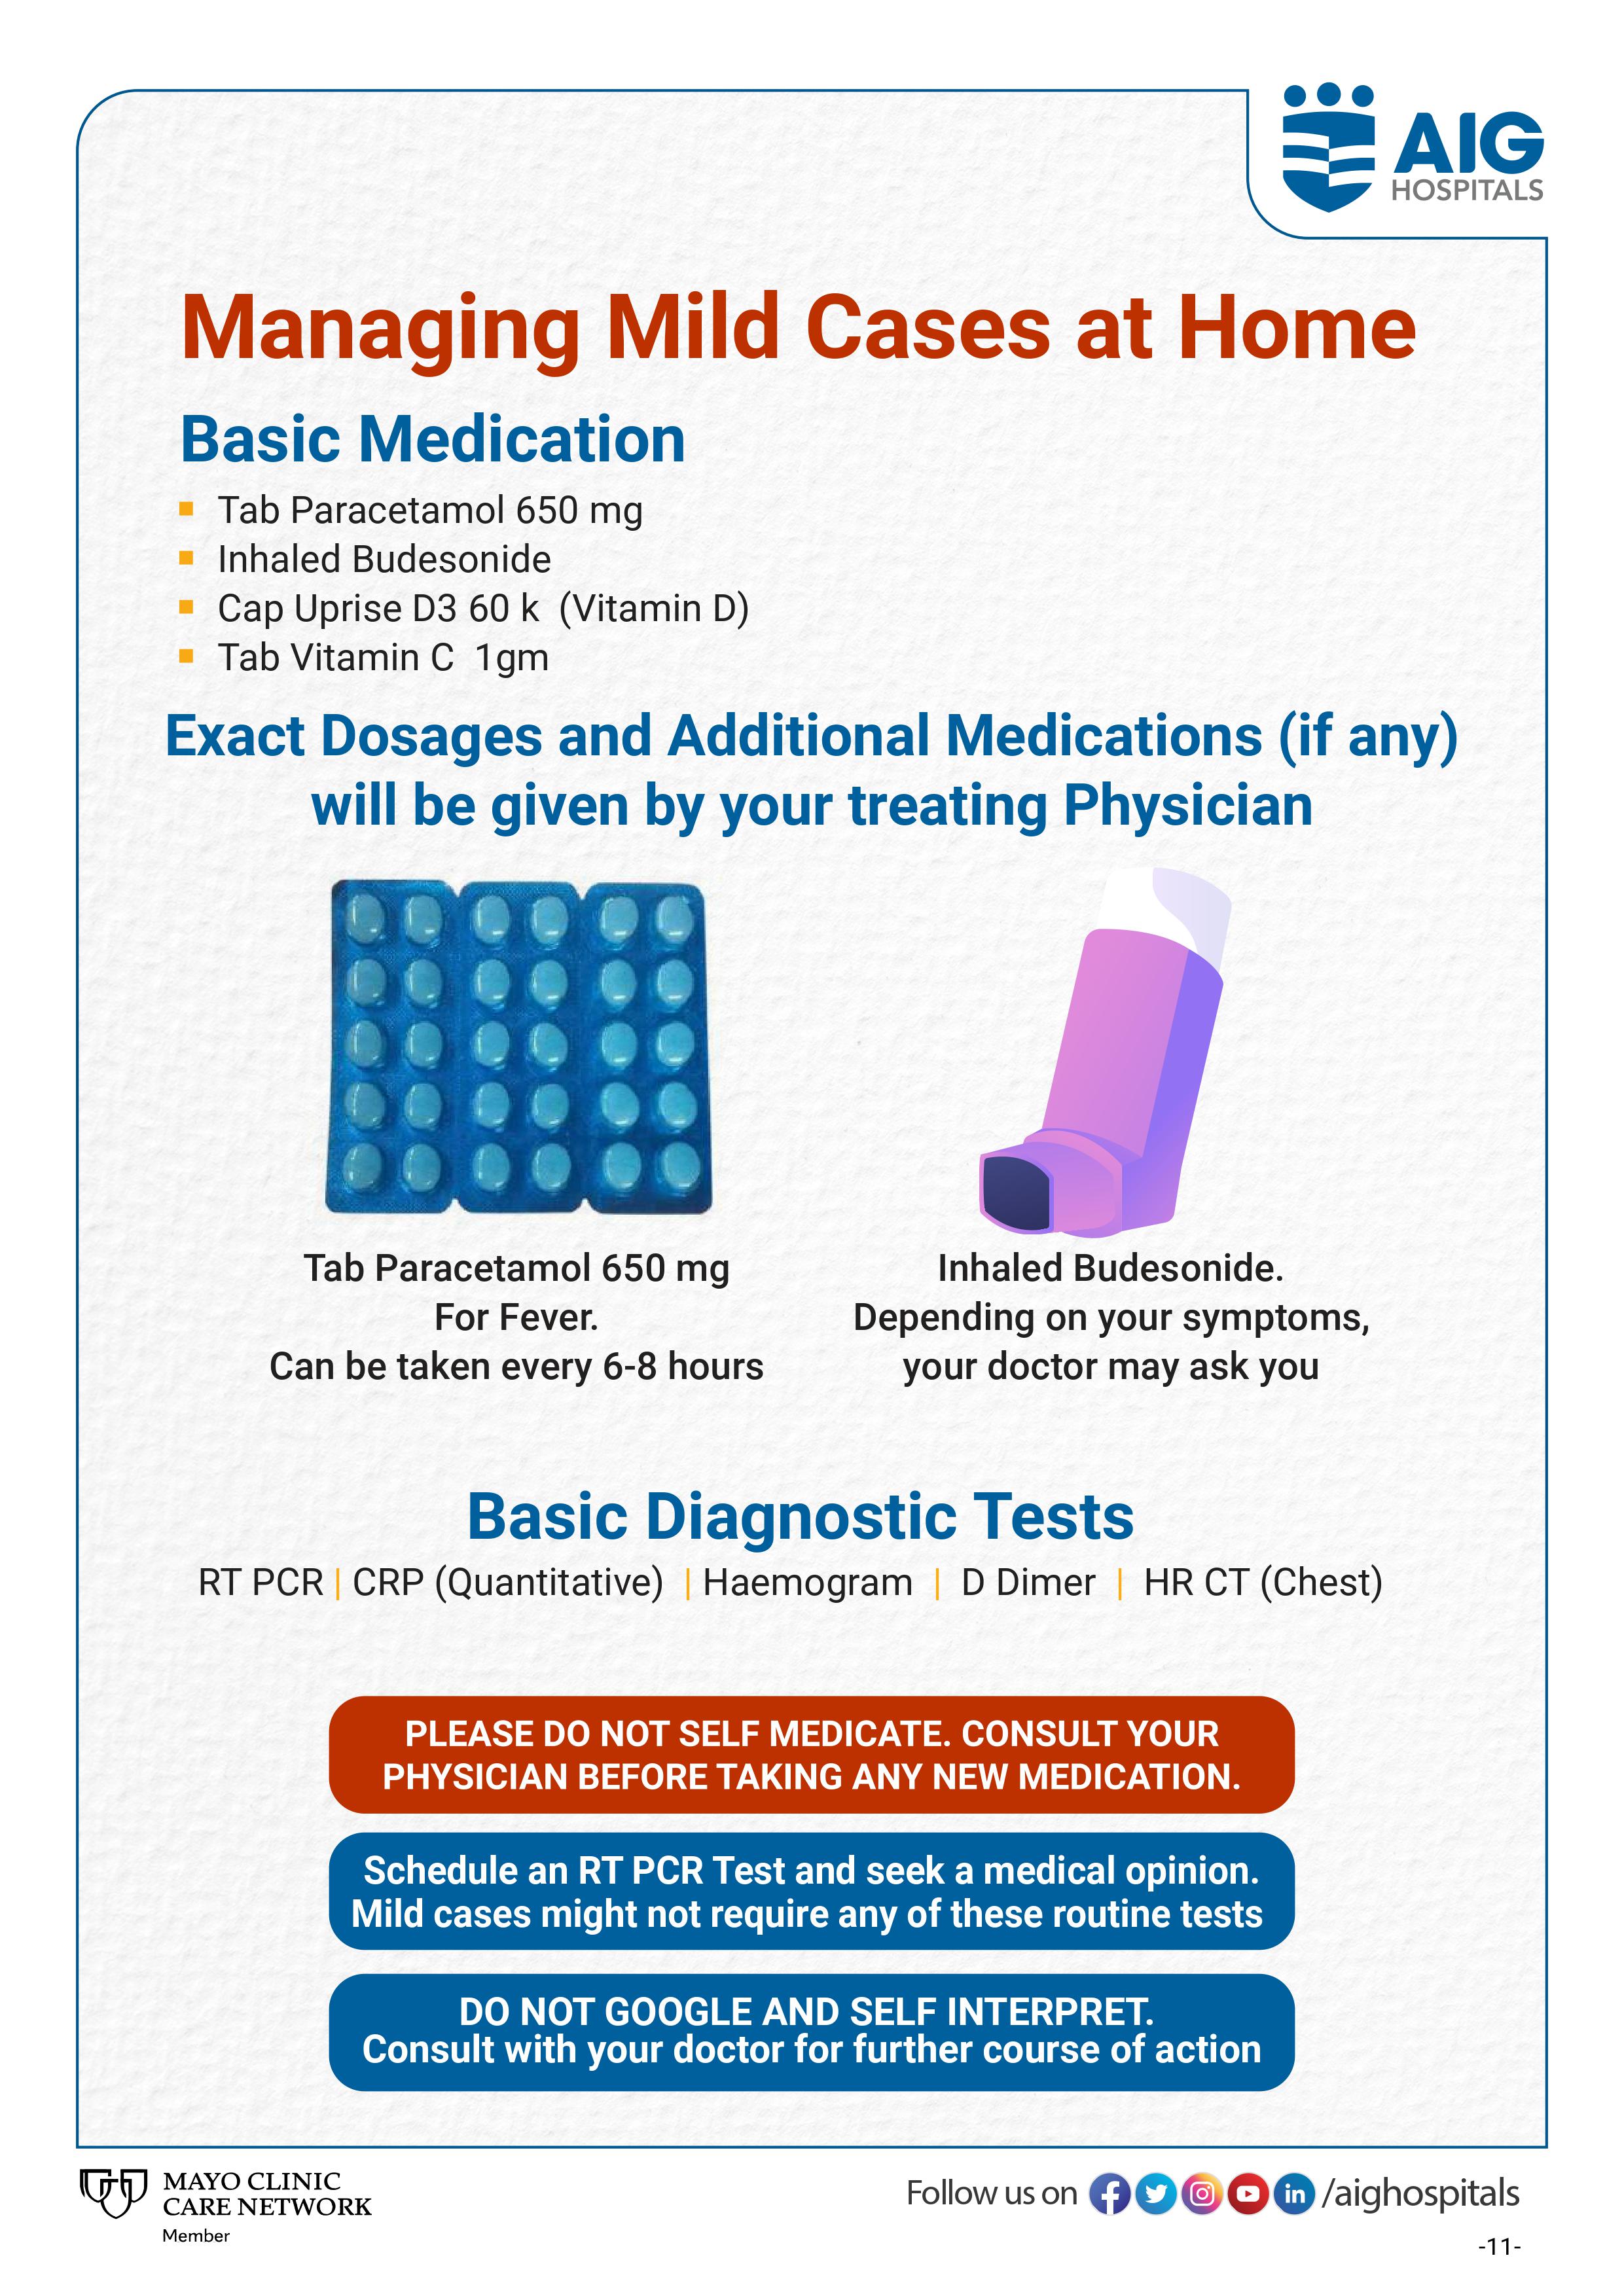 AIG
HOSPITALS
Managing Mild Cases at Home
Basic Medication
Tab Paracetamol 650 mg
Inhaled Budesonide
Cap Uprise D3 60 k (Vitamin D)
Tab Vitamin C 1gm
Exact Dosages and Additional Medications (if any)
will be given by your treating Physician
Tab Paracetamol 650 mg
For Fever.
Can be taken every 6-8 hours
Inhaled Budesonide.
Depending on your symptoms,
your doctor may ask you
Basic Diagnostic Tests
RT PCR | CRP (Quantitative) | Haemogram | D Dimer | HR CT (Chest)
PLEASE DO NOT SELF MEDICATE. CONSULT YOUR
PHYSICIAN BEFORE TAKING ANY NEW MEDICATION.
Schedule an RT PCR Test and seek a medical opinion.
Mild cases might not require any of these routine tests
DO NOT GOOGLE AND SELF INTERPRET.
Consult with your doctor for further course of action
MAYO CLINIC
CARE NETWORK
Member
Follow us on /aighospitals
-11-